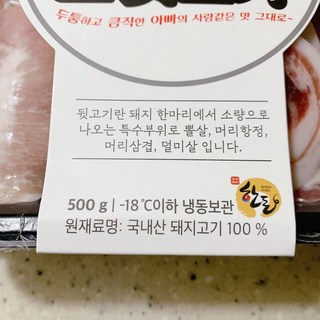 두툼하고 큼직한 아빠의 사랑같은 맛 그대로~
뒷고기란 돼지 한마리에서 소량으로
나오는 특수부위로 뽈살, 머리항정,
머리삼겹, 덜미살 입니다.
500 g | -18℃이하 냉동보관
원재료명: 국내산 돼지고기 100 %
한돈